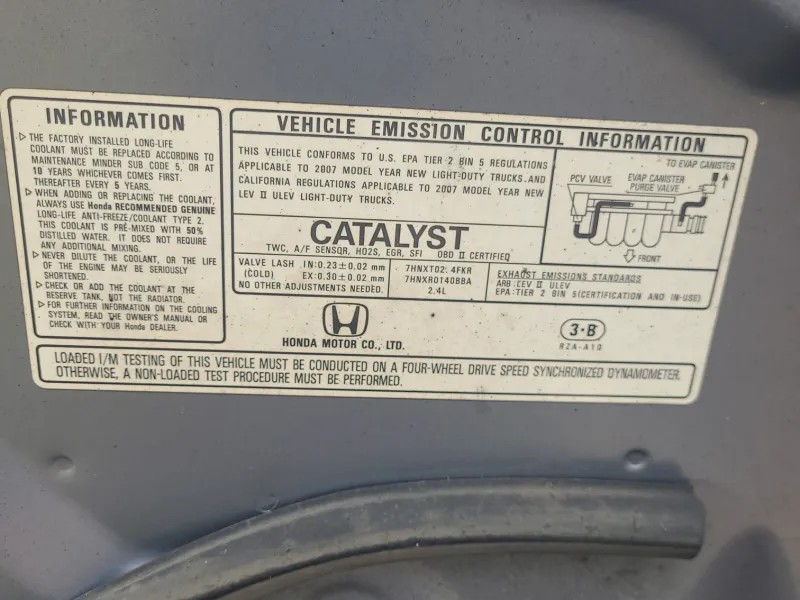 INFORMATION
▷ THE FACTORY INSTALLED LONG-LIFE
COOLANT MUST BE REPLACED ACCORDING TO
MAINTENANCE MINDER SUB CODE 5, OR AT
10 YEARS WHICHEVER COMES FIRST.
THEREAFTER EVERY 5 YEARS.
▷ WHEN ADDING OR REPLACING THE COOLANT,
ALWAYS USE Honda RECOMMENDED GENUINE
LONG-LIFE ANTI-FREEZE/COOLANT TYPE 2.
THIS COOLANT IS PRE-MIXED WITH 50%
DISTILLED WATER. IT DOES NOT REQUIRE
ANY ADDITIONAL MIXING.
▷ NEVER DILUTE THE COOLANT, OR THE LIFE
OF THE ENGINE MAY BE SERIOUSLY
SHORTENED.
▷ CHECK OR ADD THE COOLANT AT THE
RESERVE TANK, NOT THE RADIATOR.
▷ FOR FURTHER INFORMATION ON THE COOLING
SYSTEM, READ THE OWNER'S MANUAL OR
CHECK WITH YOUR Honda DEALER.
VEHICLE EMISSION CONTROL INFORMATION
THIS VEHICLE CONFORMS TO U.S. EPA TIER 2 BIN 5 REGULATIONS
APPLICABLE TO 2007 MODEL YEAR NEW LIGHT-DUTY TRUCKS.AND
CALIFORNIA REGULATIONS APPLICABLE TO 2007 MODEL YEAR NEW
LEV II ULEV LIGHT-DUTY TRUCKS.
CATALYST
TWC, A/F SENSOR, HO2S, EGR, SFI OBD II CERTIFIED
VALVE LASH IN:0.23±0.02 mm
(COLD) EX:0.30±0.02 mm
NO OTHER ADJUSTMENTS NEEDED.
7HNXT02.4FKR
7HNXR0140BBA
2.4L
EXHAUST EMISSIONS STANDARDS
ARB:LEV II ULEV
EPA:TIER 2 BIN 5(CERTIFICATION AND IN-USE)
TO EVAP CANISTER
PCV VALVE
EVAP CANISTER
PURGE VALVE
FRONT
HONDA MOTOR CO., LTD.
3-B
RZA-A10
LOADED I/M TESTING OF THIS VEHICLE MUST BE CONDUCTED ON A FOUR-WHEEL DRIVE SPEED SYNCHRONIZED DYNAMOMETER.
OTHERWISE, A NON-LOADED TEST PROCEDURE MUST BE PERFORMED.